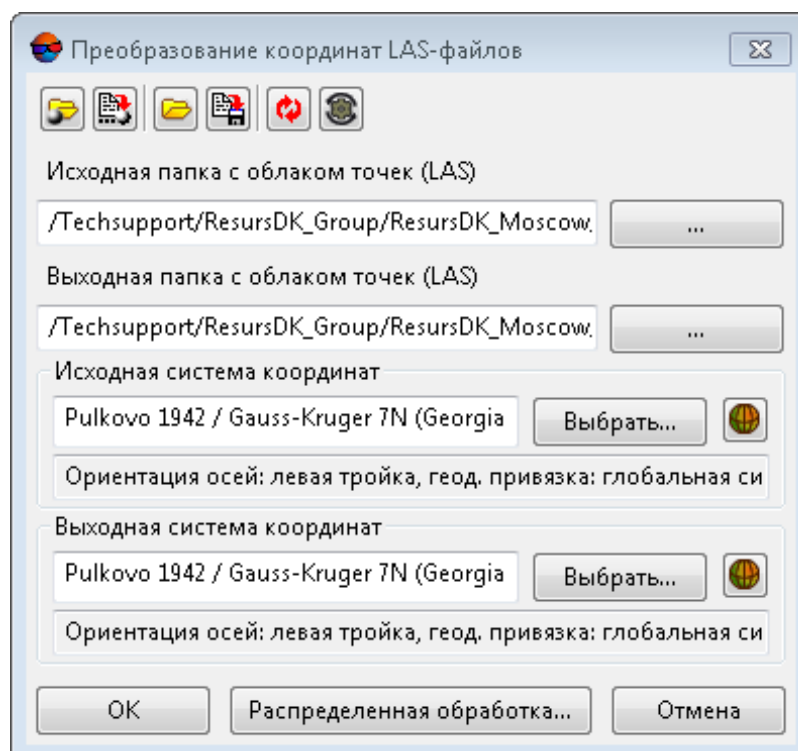 Преобразование координат LAS-файлов
Исходная папка с облаком точек (LAS)
/Techsupport/ResursDK_Group/ResursDK_Moscow, ...
Выходная папка с облаком точек (LAS)
/Techsupport/ResursDK_Group/ResursDK_Moscow, ...
Исходная система координат
Pulkovo 1942 / Gauss-Kruger 7N (Georgia Выбрать...
Ориентация осей: левая тройка, геод. привязка: глобальная си
Выходная система координат
Pulkovo 1942 / Gauss-Kruger 7N (Georgia Выбрать...
Ориентация осей: левая тройка, геод. привязка: глобальная си
OK Распределенная обработка... Отмена